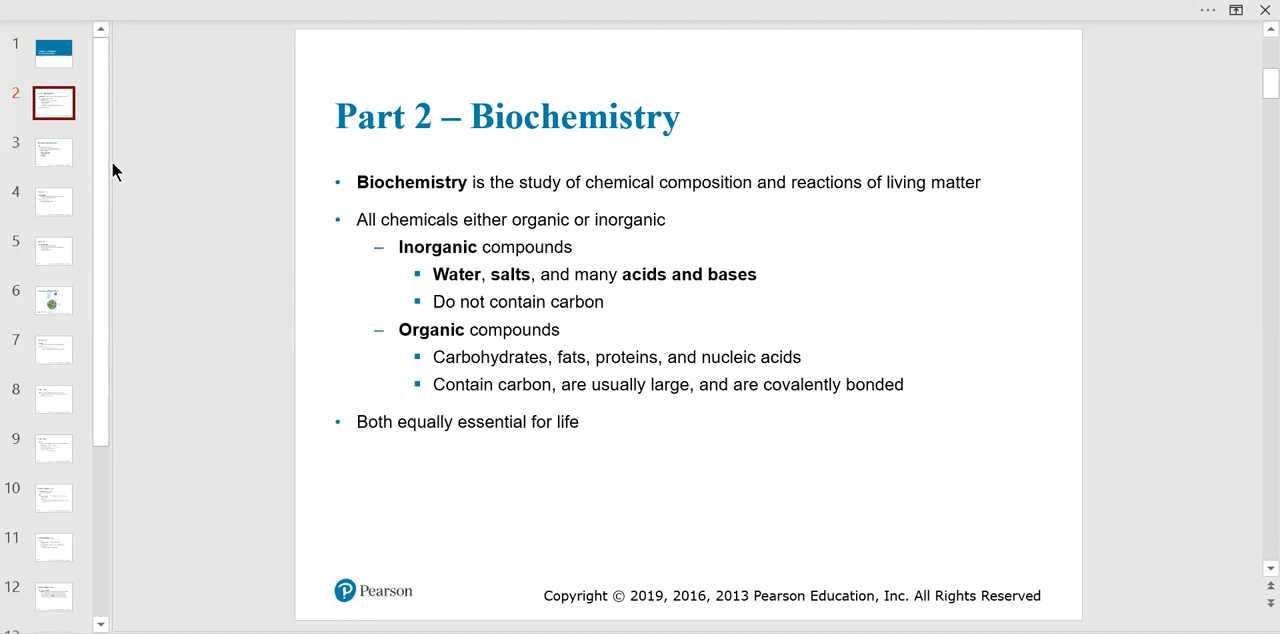 1
2
3
4
5
6
7
8
9
10
11
12
Part 2 – Biochemistry
• Biochemistry is the study of chemical composition and reactions of living matter
• All chemicals either organic or inorganic
– Inorganic compounds
▪ Water, salts, and many acids and bases
▪ Do not contain carbon
– Organic compounds
▪ Carbohydrates, fats, proteins, and nucleic acids
▪ Contain carbon, are usually large, and are covalently bonded
• Both equally essential for life
Pearson
Copyright © 2019, 2016, 2013 Pearson Education, Inc. All Rights Reserved